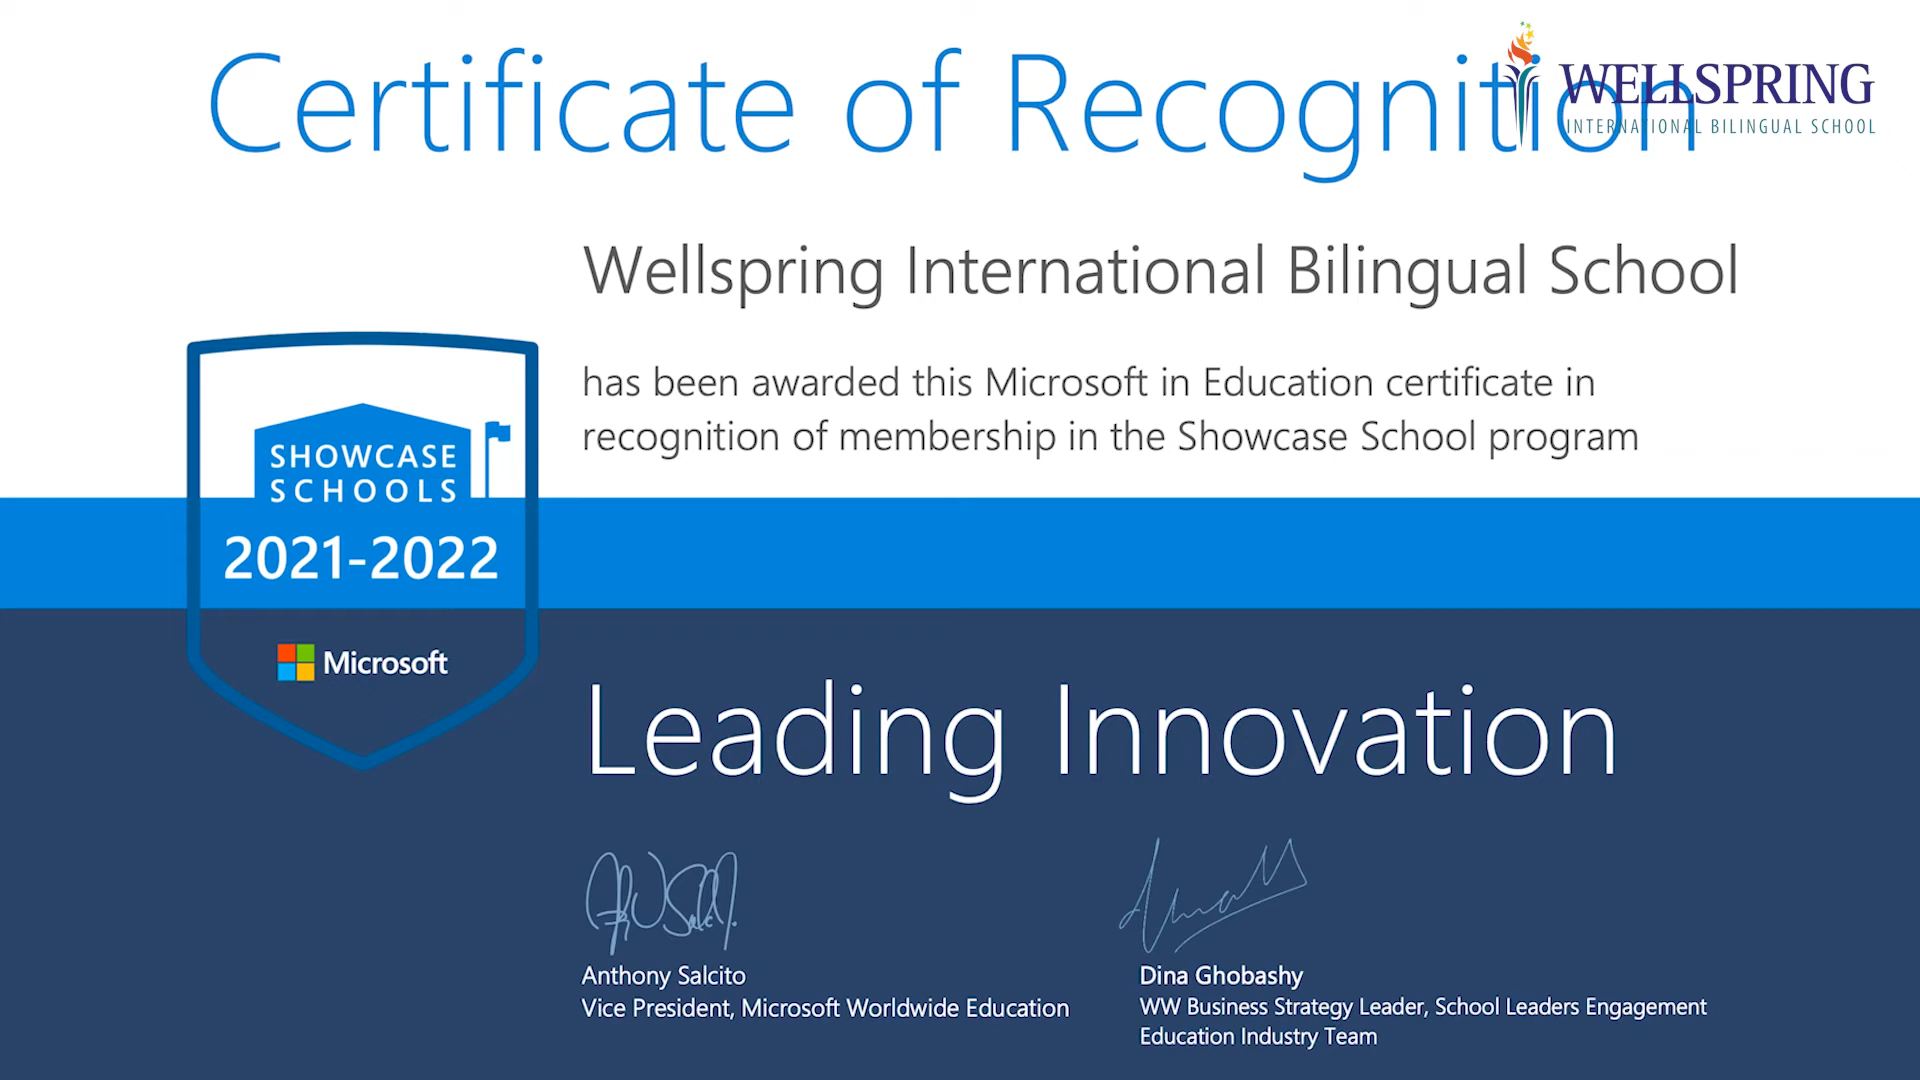 Certificate of Recognition
WELLSPRING
INTERNATIONAL BILINGUAL SCHOOL
Wellspring International Bilingual School
has been awarded this Microsoft in Education certificate in
recognition of membership in the Showcase School program
SHOWCASE
SCHOOLS
2021-2022
Microsoft
Leading Innovation
Anthony Salcito
Vice President, Microsoft Worldwide Education
Dina Ghobashy
WW Business Strategy Leader, School Leaders Engagement
Education Industry Team